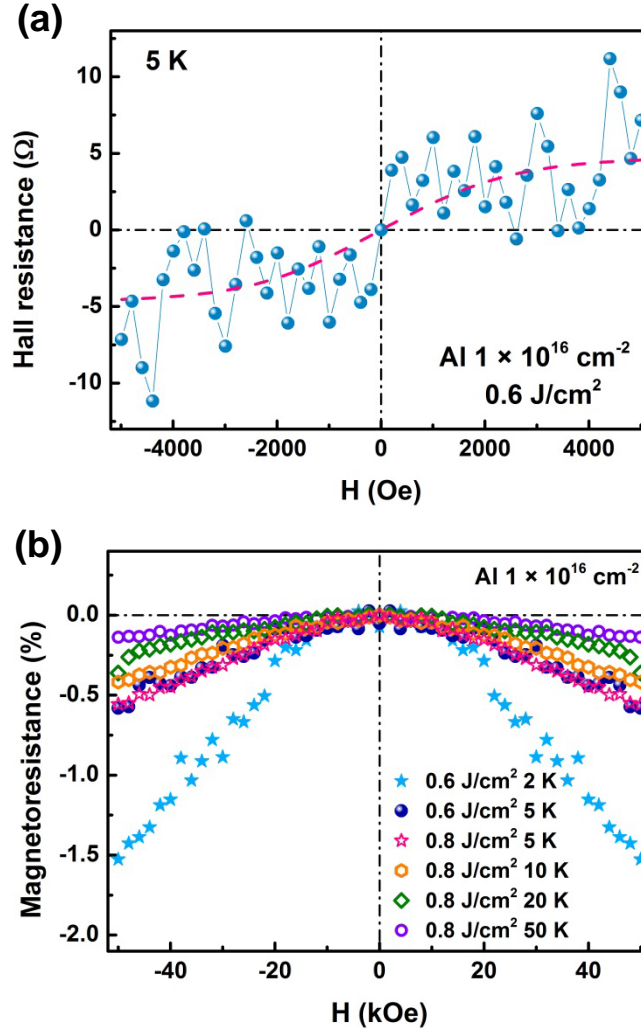 (a)
5 K
Hall resistance (Ω)
10
5
0
-5
-10
Al 1 × 10¹⁶ cm⁻²
0.6 J/cm²
-4000 -2000 0 2000 4000
H (Oe)
(b)
Al 1 × 10¹⁶ cm⁻²
Magnetoresistance (%)
0.0
-0.5
-1.0
-1.5
-2.0
0.6 J/cm² 2 K
0.6 J/cm² 5 K
0.8 J/cm² 5 K
0.8 J/cm² 10 K
0.8 J/cm² 20 K
0.8 J/cm² 50 K
-40 -20 0 20 40
H (kOe)